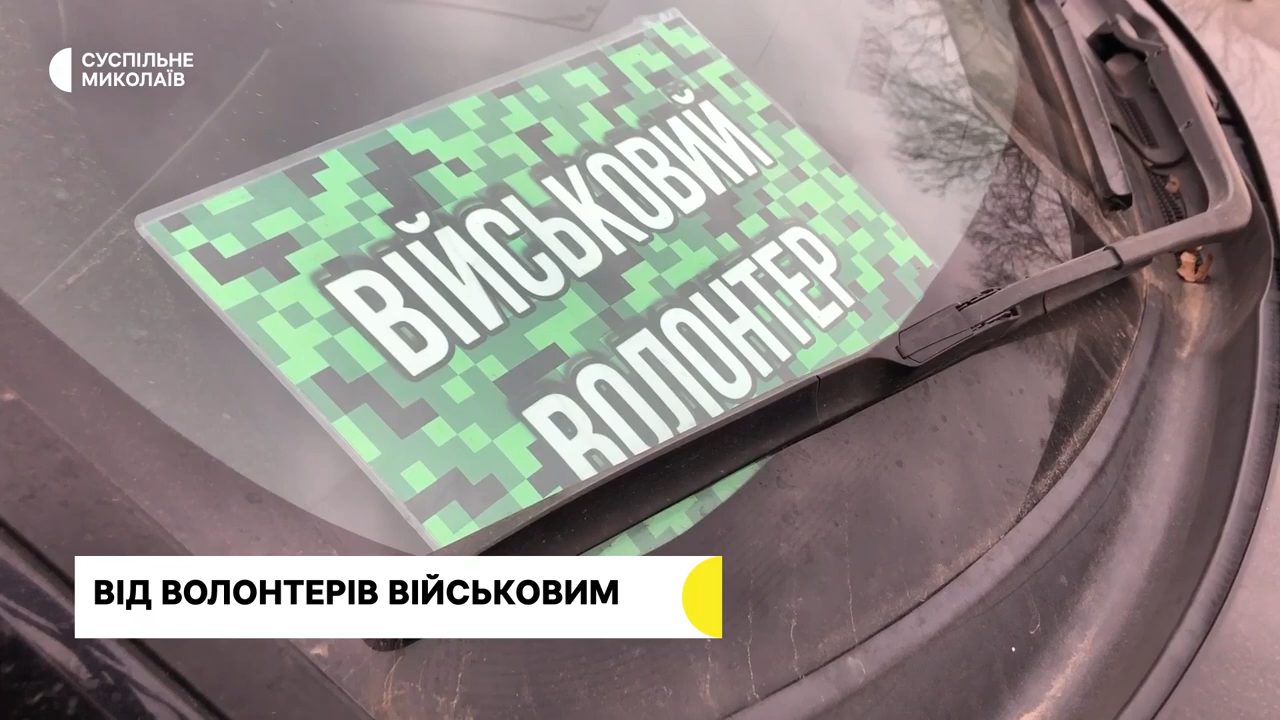 СУСПІЛЬНЕ
МИКОЛАЇВ
ВІЙСЬКОВИЙ
ВОЛОНТЕР
ВІД ВОЛОНТЕРІВ ВІЙСЬКОВИМ